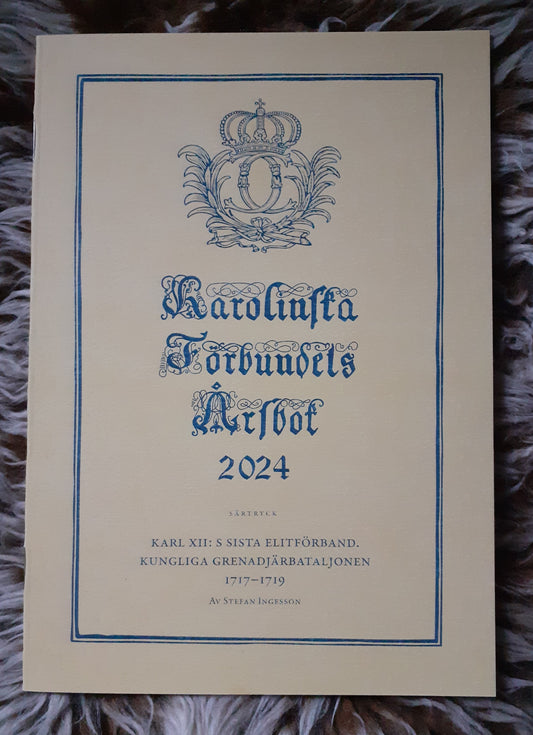 Karolinska
Förbundets
Årsbok
2024
SÄRTRYCK
KARL XII: S SISTA ELITFÖRBAND.
KUNGLIGA GRENADJÄRBATALJONEN
1717–1719
AV STEFAN INGESSON